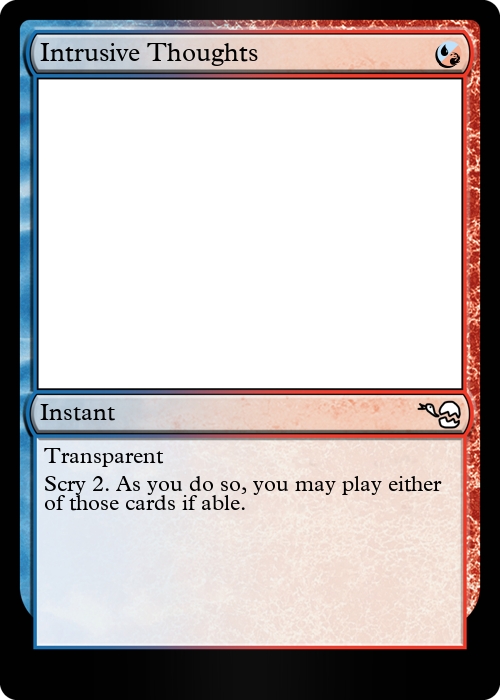 Intrusive Thoughts
Instant
Transparent
Scry 2. As you do so, you may play either
of those cards if able.